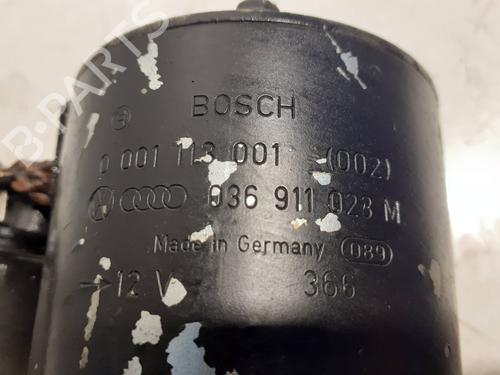 BOSCH
0 001 113 001 (002)
036 911 023 M
Made in Germany 089
12 V 366
B-PARTS